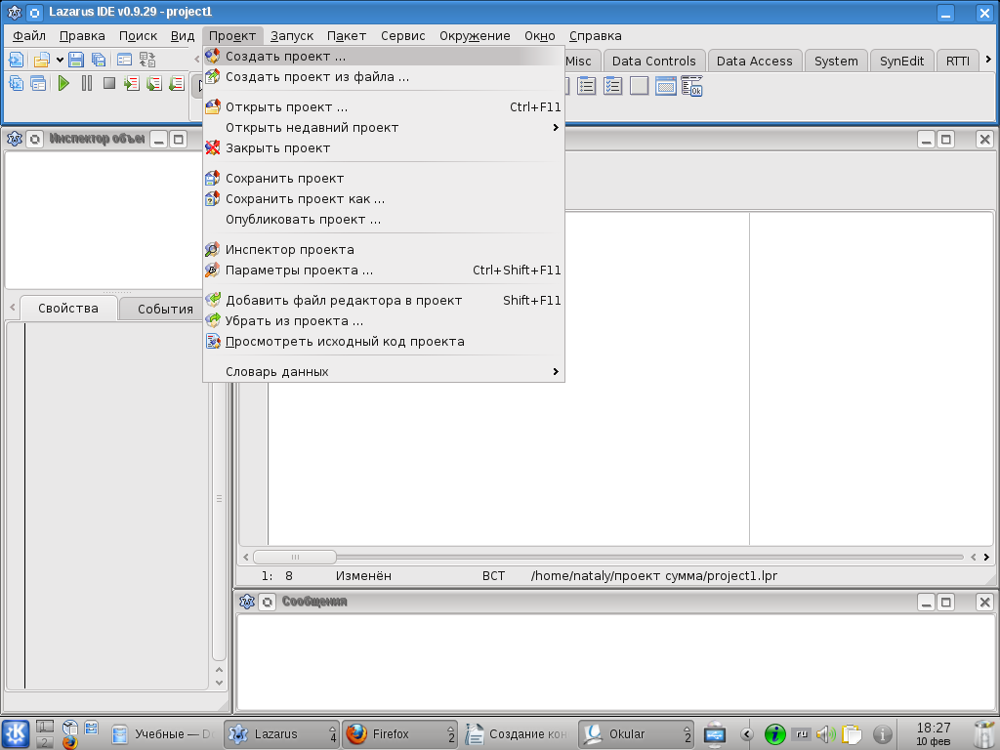 Lazarus IDE v0.9.29 - project1
Файл Правка Поиск Вид Проект Запуск Пакет Сервис Окружение Окно Справка
Misc Data Controls Data Access System SynEdit RTTI
Создать проект ...
Создать проект из файла ...
Открыть проект ... Ctrl+F11
Открыть недавний проект
Закрыть проект
Сохранить проект
Сохранить проект как ...
Опубликовать проект ...
Инспектор проекта
Параметры проекта ... Ctrl+Shift+F11
Добавить файл редактора в проект Shift+F11
Убрать из проекта ...
Просмотреть исходный код проекта
Словарь данных
Ok
Инспектор объе
Свойства События
1: 8 Изменён ВСТ /home/nataly/проект сумма/project1.lpr
Сообщения
1
2
Учебные — D
Lazarus 4
Firefox 2
Создание кон
Okular 2
ru
18:27
10 фев